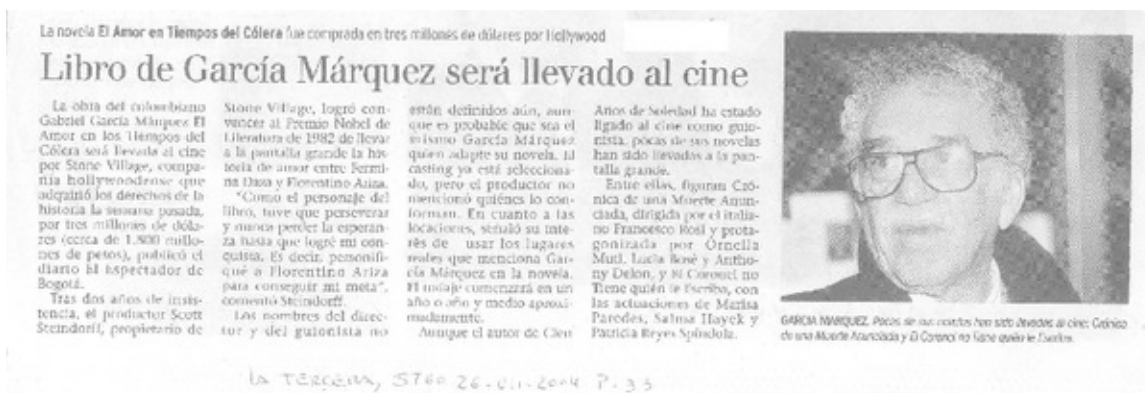 La novela El Amor en Tiempos del Cólera fue comprada en tres millones de dólares por Hollywood
Libro de García Márquez será llevado al cine
La obra del colombiano
Gabriel García Márquez El
Amor en los Tiempos del
Cólera será llevada al cine
por Stone Village, compa-
ñía hollywoodense que
adquirió los derechos de la
historia la semana pasada,
por tres millones de dóla-
res (cerca de 1.800 millo-
nes de pesos), publicó el
diario El Espectador de
Bogotá.
Tras dos años de insis-
tencia, el productor Scott
Steindorff, propietario de
Stone Village, logró con-
vencer al Premio Nobel de
Literatura de 1982 de llevar
a la pantalla grande la his-
toria de amor entre Fermi-
na Daza y Florentino Ariza.
"Como el personaje del
libro, tuve que perseverar
y nunca perder la esperan-
za hasta que logré mi con-
quista. Es decir, personifi-
qué a Florentino Ariza
para conseguir mi meta",
comentó Steindorff.
Los nombres del direc-
tor y del guionista no
están definidos aún, aun-
que es probable que sea el
mismo García Márquez
quien adapte su novela. El
casting ya está selecciona-
do, pero el productor no
mencionó quiénes lo con-
forman. En cuanto a las
locaciones, señaló su inte-
rés de usar los lugares
reales que menciona Gar-
cía Márquez en la novela.
El rodaje comenzará en un
año o año y medio aproxi-
madamente.
Aunque el autor de Cien
Años de Soledad ha estado
ligado al cine como guio-
nista, pocas de sus novelas
han sido llevadas a la pan-
talla grande.
Entre ellas, figuran Cró-
nica de una Muerte Anun-
ciada, dirigida por el italia-
no Francesco Rosi y prota-
gonizada por Ornella
Muti, Lucía Bosé y Antho-
ny Delon, y El Coronel no
Tiene quién le Escriba, con
las actuaciones de Marisa
Paredes, Salma Hayek y
Patricia Reyes Spíndola.
GARCIA MARQUEZ. Pocas de sus novelas han sido llevadas al cine: Crónica
de una Muerte Anunciada y El Coronel no Tiene quién le Escriba.
LA TERCERA, STGO 26-VII-2004 P. 33